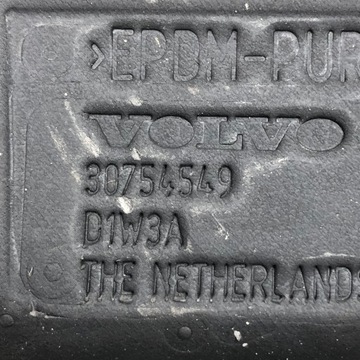 >EPDM-PUR
VOLVO
30754549
D1W3A
THE NETHERLANDS